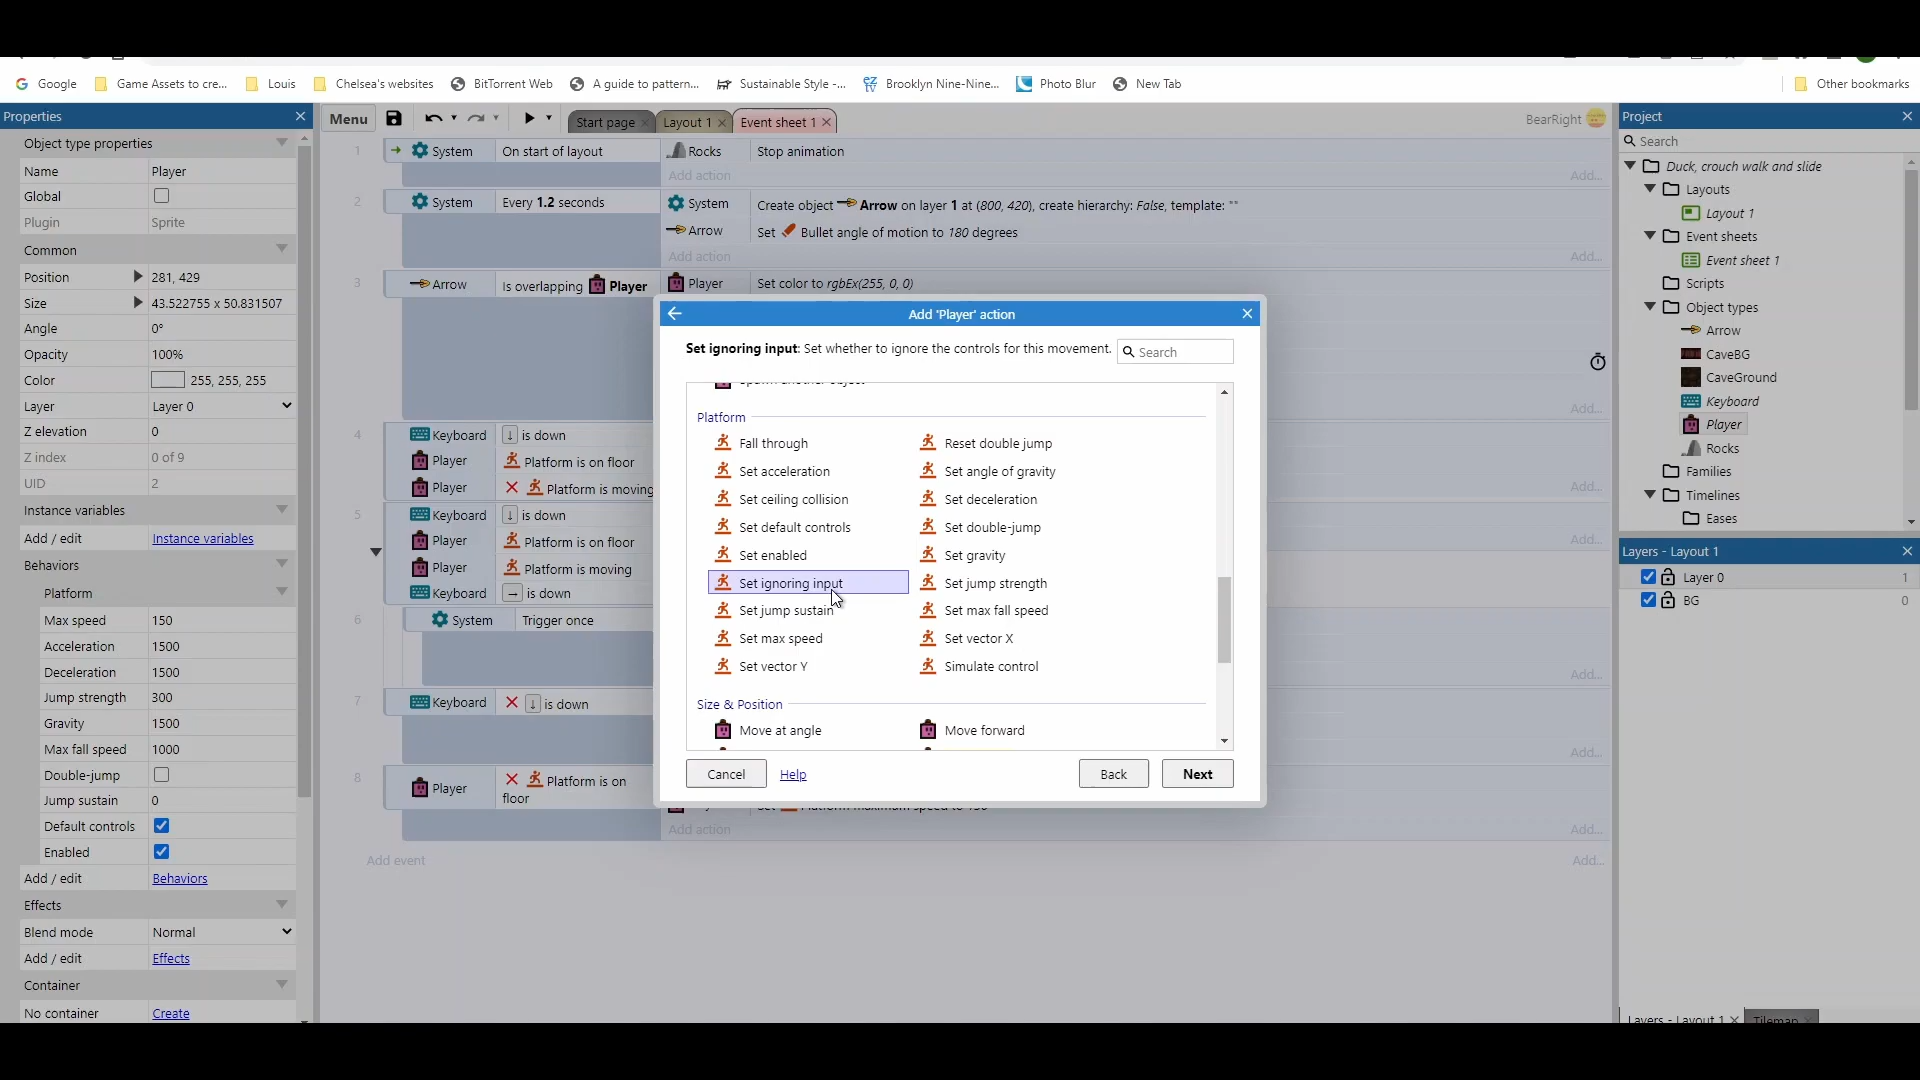 Google
Game Assets to cre...
Louis
Chelsea's websites
BitTorrent Web
A guide to pattern...
Sustainable Style -...
Brooklyn Nine-Nine...
Photo Blur
New Tab
Other bookmarks
Properties
Object type properties
Name Player
Global
Plugin Sprite
Common
Position 281, 429
Size 43.522755 x 50.831507
Angle 0°
Opacity 100%
Color 255, 255, 255
Layer Layer 0
Z elevation 0
Z index 0 of 9
UID 2
Instance variables
Add / edit Instance variables
Behaviors
Platform
Max speed 150
Acceleration 1500
Deceleration 1500
Jump strength 300
Gravity 1500
Max fall speed 1000
Double-jump
Jump sustain 0
Default controls
Enabled
Add / edit Behaviors
Effects
Blend mode Normal
Add / edit Effects
Container
No container Create
Menu
Start page
Layout 1
Event sheet 1
BearRight
1 System On start of layout Rocks Stop animation
Add action Add...
2 System Every 1.2 seconds System Create object Arrow on layer 1 at (800, 420), create hierarchy: False, template: ""
Arrow Set Bullet angle of motion to 180 degrees
Add action Add...
3 Arrow Is overlapping Player Player Set color to rgbEx(255, 0, 0)
Add...
4 Keyboard ↓ is down
Player Platform is on floor
Player Platform is moving
Add...
5 Keyboard ↓ is down
Player Platform is on floor
Add...
Player Platform is moving
Keyboard → is down
6 System Trigger once
Add...
7 Keyboard ↓ is down
Add...
8 Player Platform is on
floor
Add action Add...
Add event Add...
Add 'Player' action
Set ignoring input: Set whether to ignore the controls for this movement.
Search
Platform
Fall through Reset double jump
Set acceleration Set angle of gravity
Set ceiling collision Set deceleration
Set default controls Set double-jump
Set enabled Set gravity
Set ignoring input Set jump strength
Set jump sustain Set max fall speed
Set max speed Set vector X
Set vector Y Simulate control
Size & Position
Move at angle Move forward
Cancel Help Back Next
Project
Search
Duck, crouch walk and slide
Layouts
Layout 1
Event sheets
Event sheet 1
Scripts
Object types
Arrow
CaveBG
CaveGround
Keyboard
Player
Rocks
Families
Timelines
Eases
Layers - Layout 1
Layer 0 1
BG 0
Layers - Layout 1
Tilemap